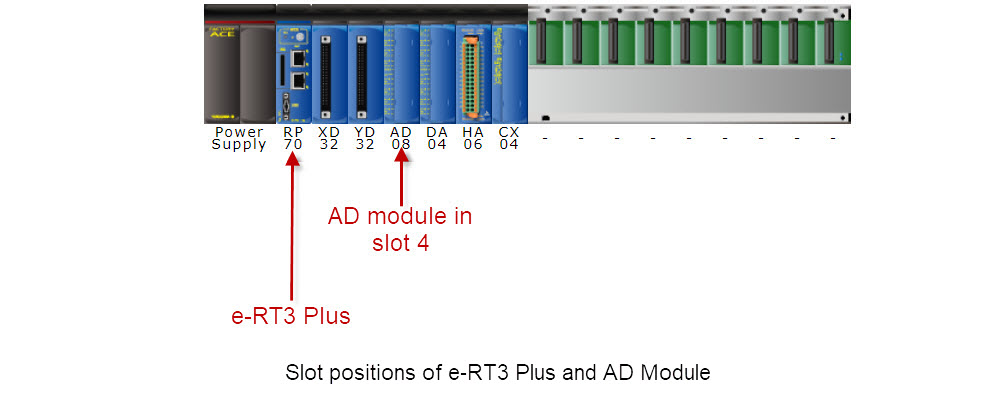 ACE
Power RP XD YD AD DA HA CX
Supply 70 32 32 08 04 06 04 - - - - - - - - -
AD module in
slot 4
e-RT3 Plus
Slot positions of e-RT3 Plus and AD Module